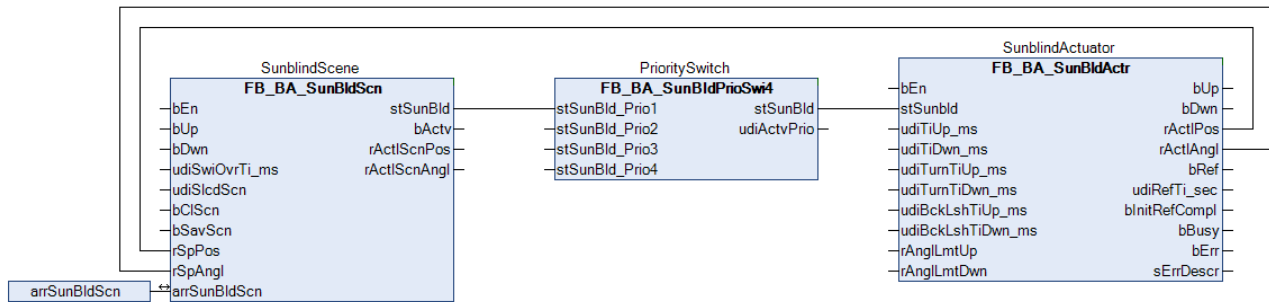 SunblindScene
FB_BA_SunBldScn
bEn
stSunBld
bUp
bActv
bDwn
rActlScnPos
udiSwiOvrTi_ms
rActlScnAngl
udiSlcdScn
bClScn
bSavScn
rSpPos
rSpAngl
arrSunBldScn
arrSunBldScn
PrioritySwitch
FB_BA_SunBldPrioSwi4
stSunBld_Prio1
stSunBld
stSunBld_Prio2
udiActvPrio
stSunBld_Prio3
stSunBld_Prio4
SunblindActuator
FB_BA_SunBldActr
bEn
bUp
stSunbld
bDwn
udiTiUp_ms
rActlPos
udiTiDwn_ms
rActlAngl
udiTurnTiUp_ms
bRef
udiTurnTiDwn_ms
udiRefTi_sec
udiBckLshTiUp_ms
bInitRefCompl
udiBckLshTiDwn_ms
bBusy
rAnglLmtUp
bErr
rAnglLmtDwn
sErrDescr